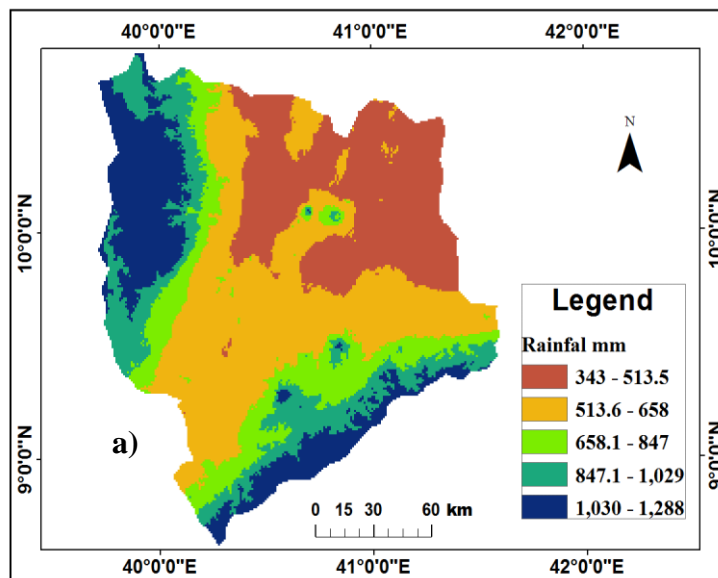 40°0'0"E 41°0'0"E 42°0'0"E
N
10°0'0"N 10°0'0"N
Legend
Rainfal mm
343 - 513.5
513.6 - 658
658.1 - 847
847.1 - 1,029
1,030 - 1,288
a)
9°0'0"N 9°0'0"N
0 15 30 60 km
40°0'0"E 41°0'0"E 42°0'0"E